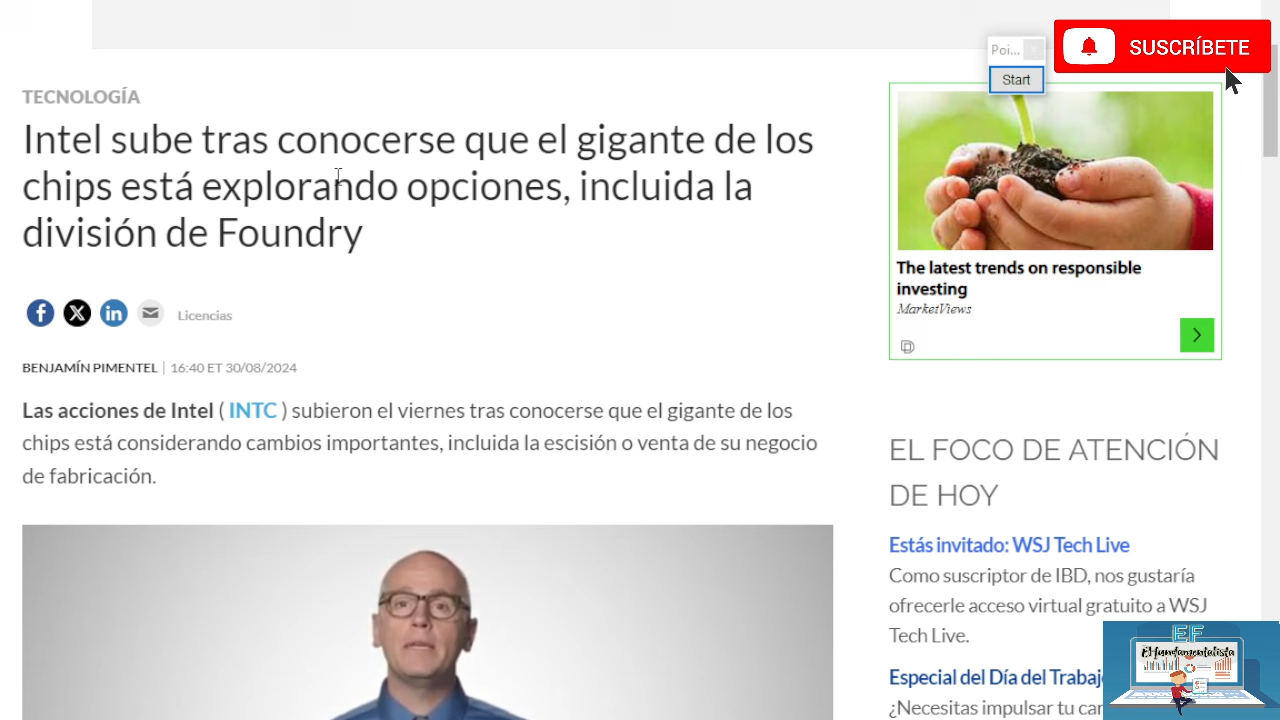 SUSCRÍBETE
Poi...
Start
TECNOLOGÍA
Intel sube tras conocerse que el gigante de los
chips está explorando opciones, incluida la
división de Foundry
Licencias
BENJAMÍN PIMENTEL | 16:40 ET 30/08/2024
Las acciones de Intel ( INTC ) subieron el viernes tras conocerse que el gigante de los
chips está considerando cambios importantes, incluida la escisión o venta de su negocio
de fabricación.
The latest trends on responsible
investing
MarketViews
EL FOCO DE ATENCIÓN
DE HOY
Estás invitado: WSJ Tech Live
Como suscriptor de IBD, nos gustaría
ofrecerle acceso virtual gratuito a WSJ
Tech Live.
Especial del Día del Trabajo
¿Necesitas impulsar tu car
EF
El fundamentalista